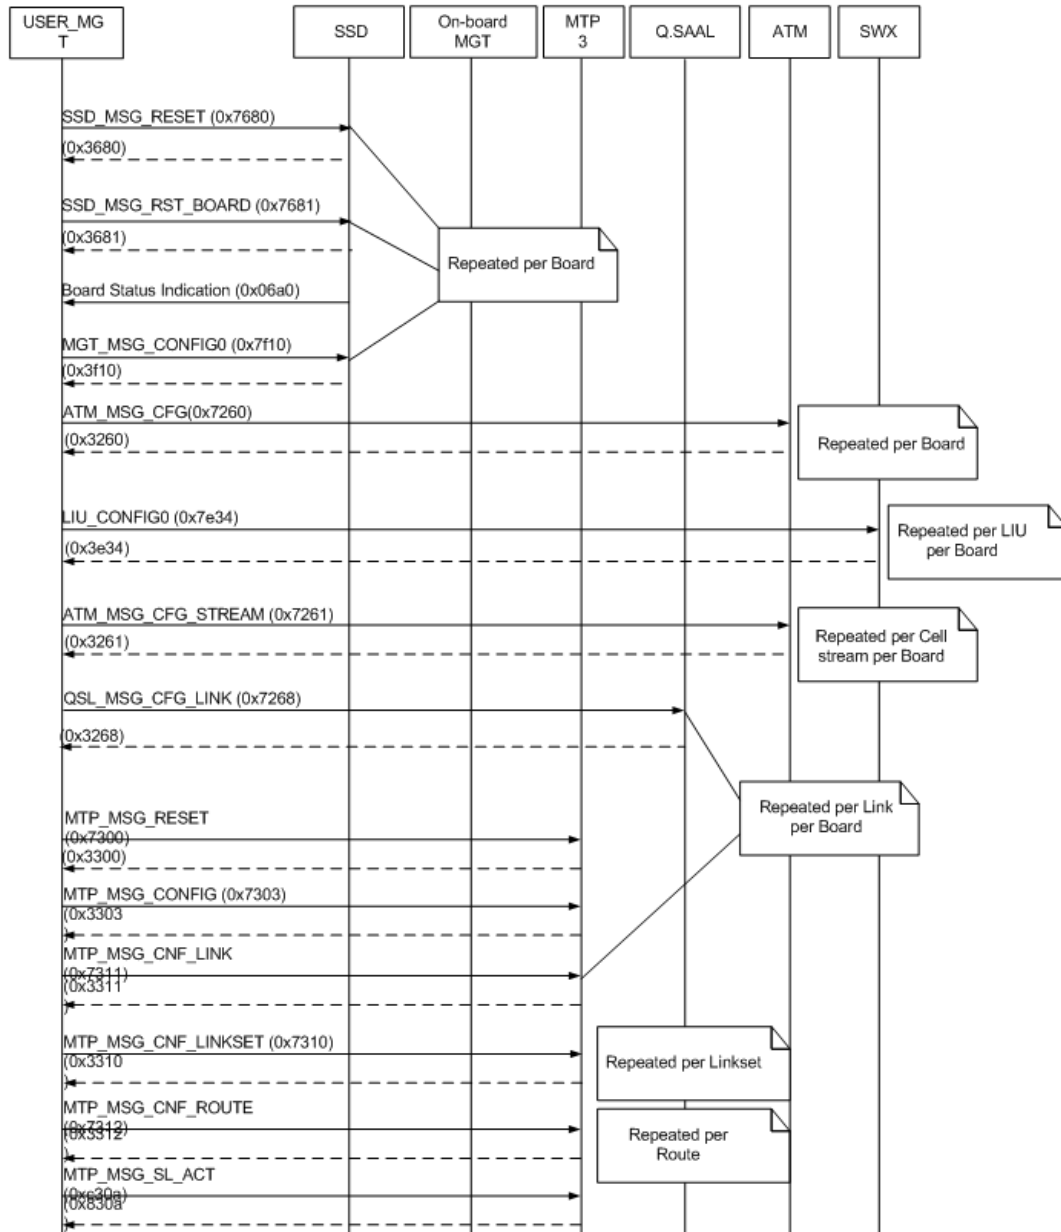 USER_MG
T
SSD
On-board
MGT
MTP
3
Q.SAAL
ATM
SWX
SSD_MSG_RESET (0x7680)
(0x3680)
SSD_MSG_RST_BOARD (0x7681)
(0x3681)
Repeated per Board
Board Status Indication (0x06a0)
MGT_MSG_CONFIG0 (0x7f10)
(0x3f10)
ATM_MSG_CFG(0x7260)
(0x3260)
Repeated per Board
LIU_CONFIG0 (0x7e34)
(0x3e34)
Repeated per LIU
per Board
ATM_MSG_CFG_STREAM (0x7261)
(0x3261)
Repeated per Cell
stream per Board
QSL_MSG_CFG_LINK (0x7268)
(0x3268)
Repeated per Link
per Board
MTP_MSG_RESET
(0x7300)
(0x3300)
MTP_MSG_CONFIG (0x7303)
(0x3303
)
MTP_MSG_CNF_LINK
(0x7311)
(0x3311
)
MTP_MSG_CNF_LINKSET (0x7310)
(0x3310
)
Repeated per Linkset
MTP_MSG_CNF_ROUTE
(0x7312)
(0x3312
)
Repeated per
Route
MTP_MSG_SL_ACT
(0xc30a)
(0x830a
)